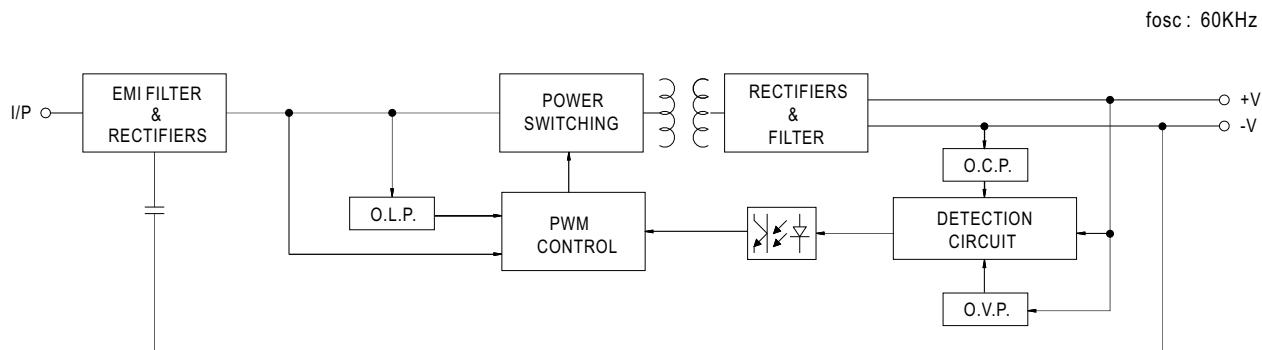 fosc : 60KHz
I/P
EMI FILTER
&
RECTIFIERS
POWER
SWITCHING
RECTIFIERS
&
FILTER
+V
-V
O.C.P.
O.L.P.
PWM
CONTROL
DETECTION
CIRCUIT
O.V.P.